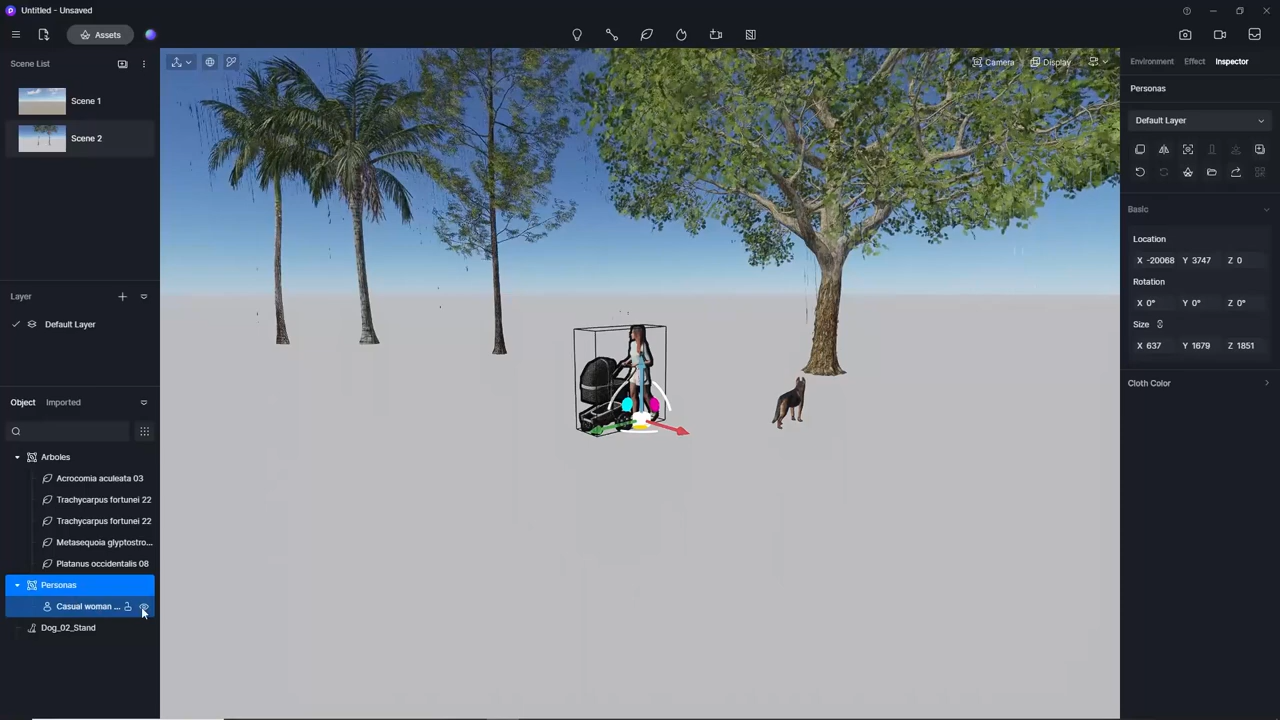 Untitled - Unsaved
Assets
Scene List
Scene 1
Scene 2
Layer
Default Layer
Object
Imported
Arboles
Acrocomia aculeata 03
Trachycarpus fortunei 22
Trachycarpus fortunei 22
Metasequoia glyptostro...
Platanus occidentalis 08
Personas
Casual woman ...
Dog_02_Stand
Camera
Display
Environment
Effect
Inspector
Personas
Default Layer
Basic
Location
X -20068 Y 3747 Z 0
Rotation
X 0° Y 0° Z 0°
Size
X 637 Y 1679 Z 1851
Cloth Color